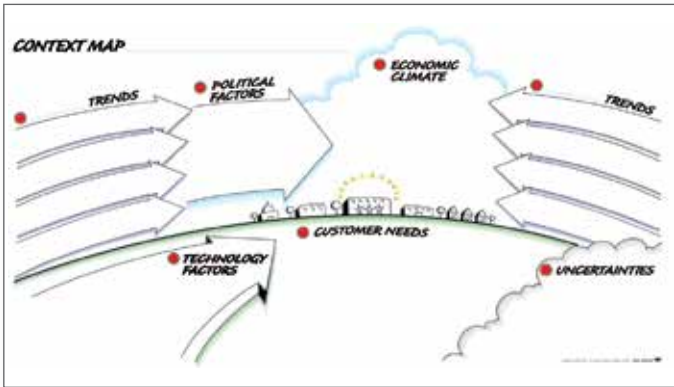 CONTEXT MAP
TRENDS
POLITICAL
FACTORS
ECONOMIC
CLIMATE
TRENDS
CUSTOMER NEEDS
TECHNOLOGY
FACTORS
UNCERTAINTIES